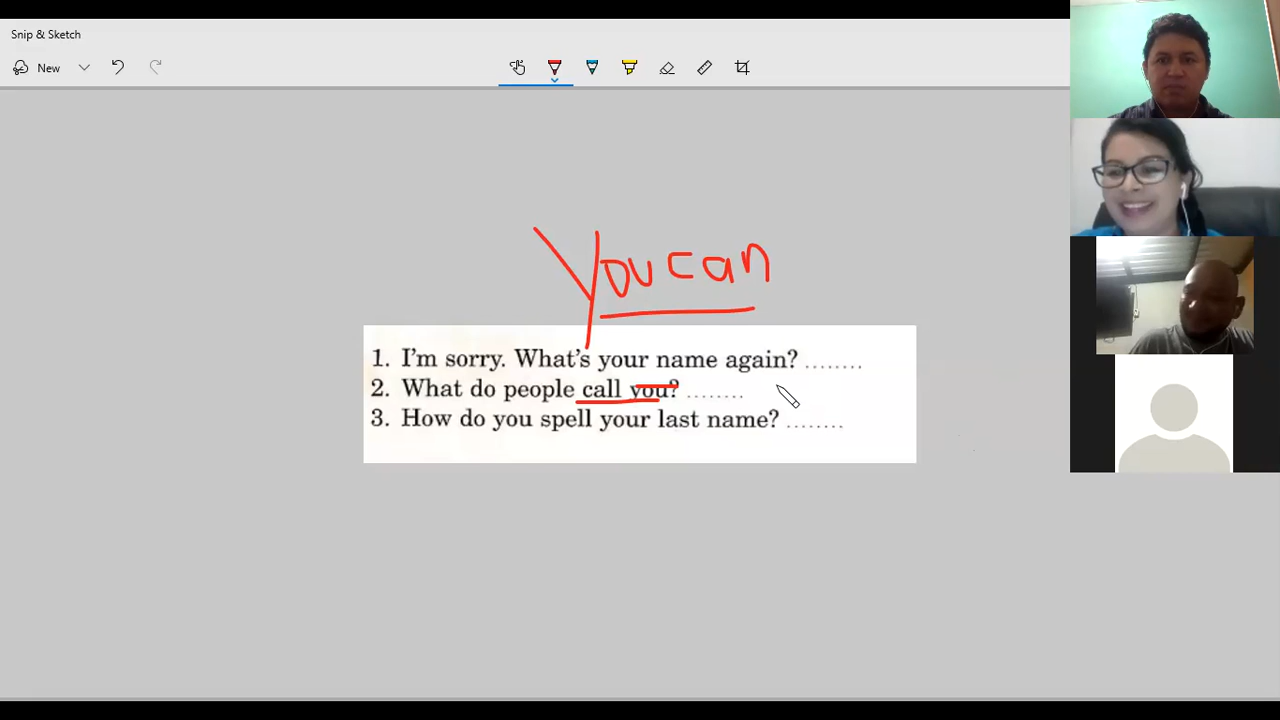 Snip & Sketch
New
You can
1. I'm sorry. What's your name again? ........
2. What do people call you? ........
3. How do you spell your last name? ........